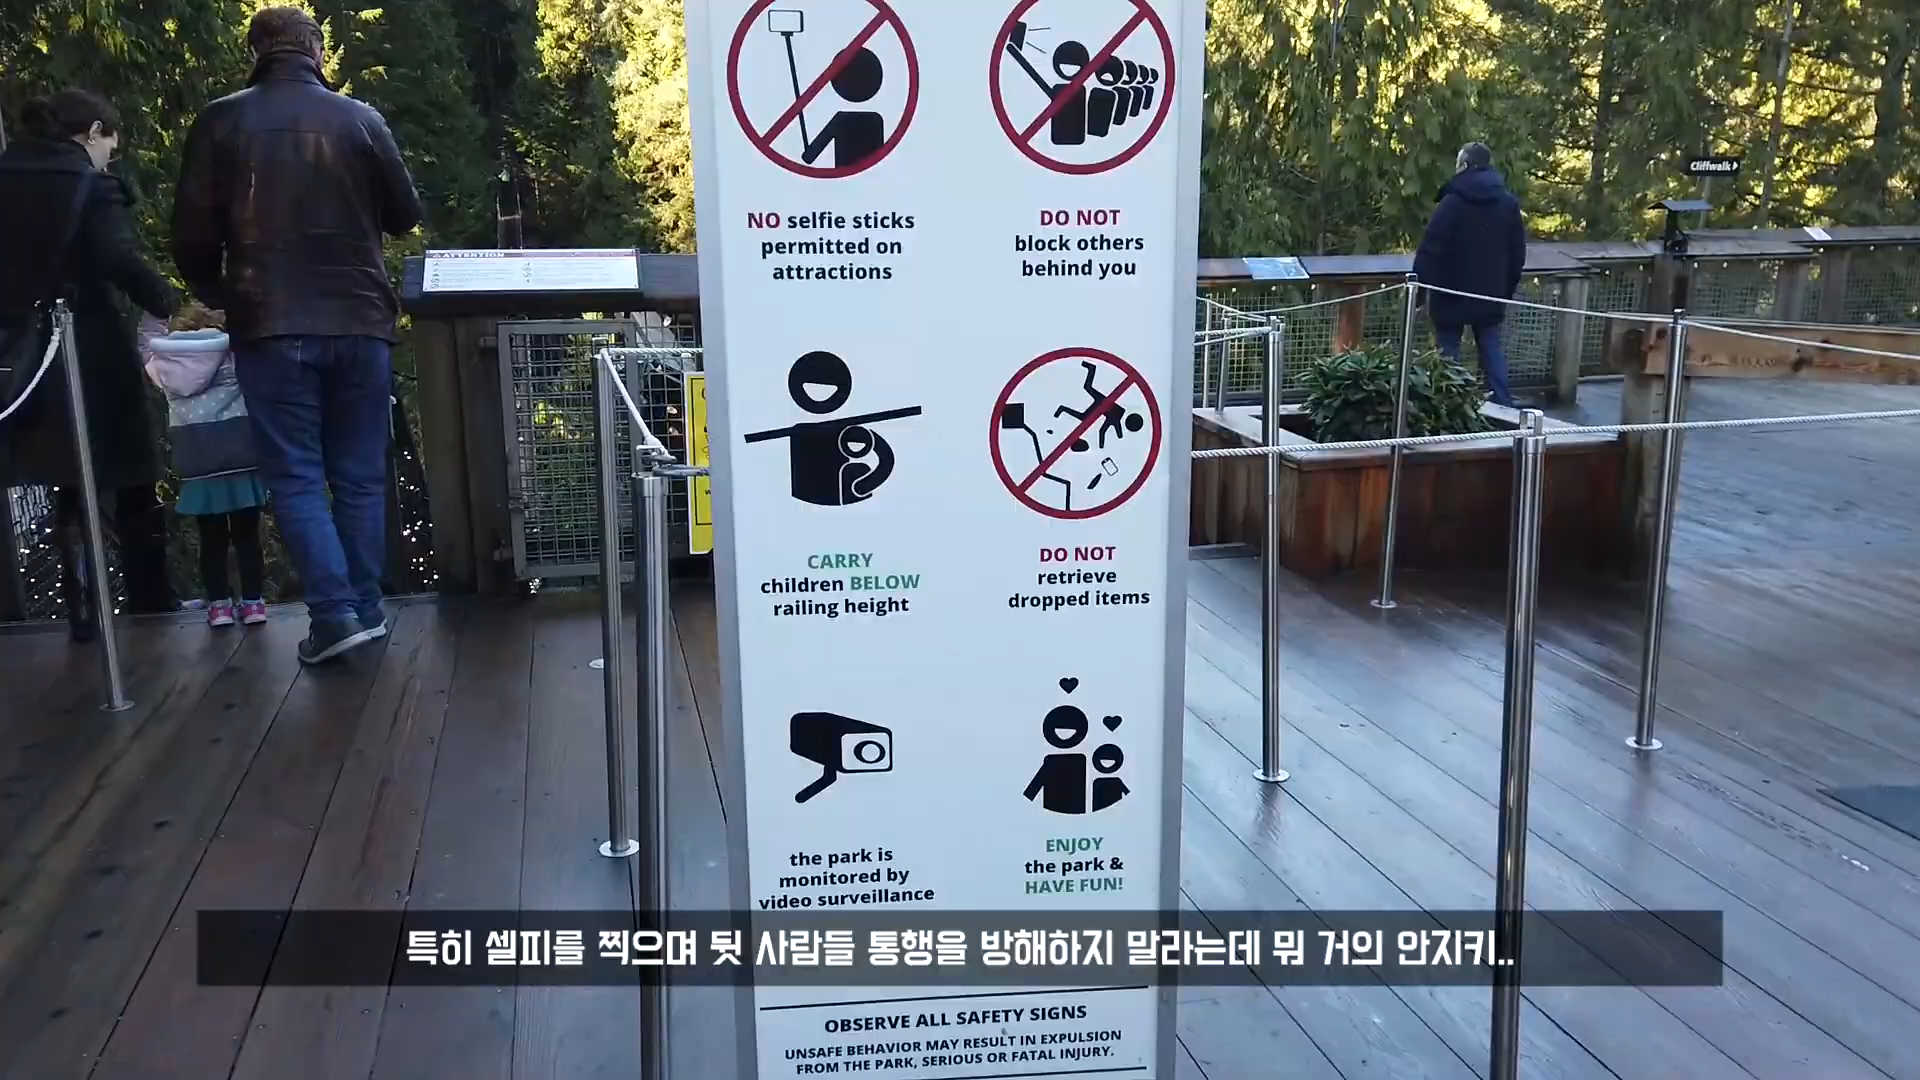 NO selfie sticks
permitted on
attractions
DO NOT
block others
behind you
Cliffwalk
ATTENTION
CARRY
children BELOW
railing height
DO NOT
retrieve
dropped items
the park is
monitored by
video surveillance
ENJOY
the park &
HAVE FUN!
특히 셀피를 찍으며 뒷 사람들 통행을 방해하지 말라는데 뭐 거의 안지키..
OBSERVE ALL SAFETY SIGNS
UNSAFE BEHAVIOR MAY RESULT IN EXPULSION
FROM THE PARK, SERIOUS OR FATAL INJURY.